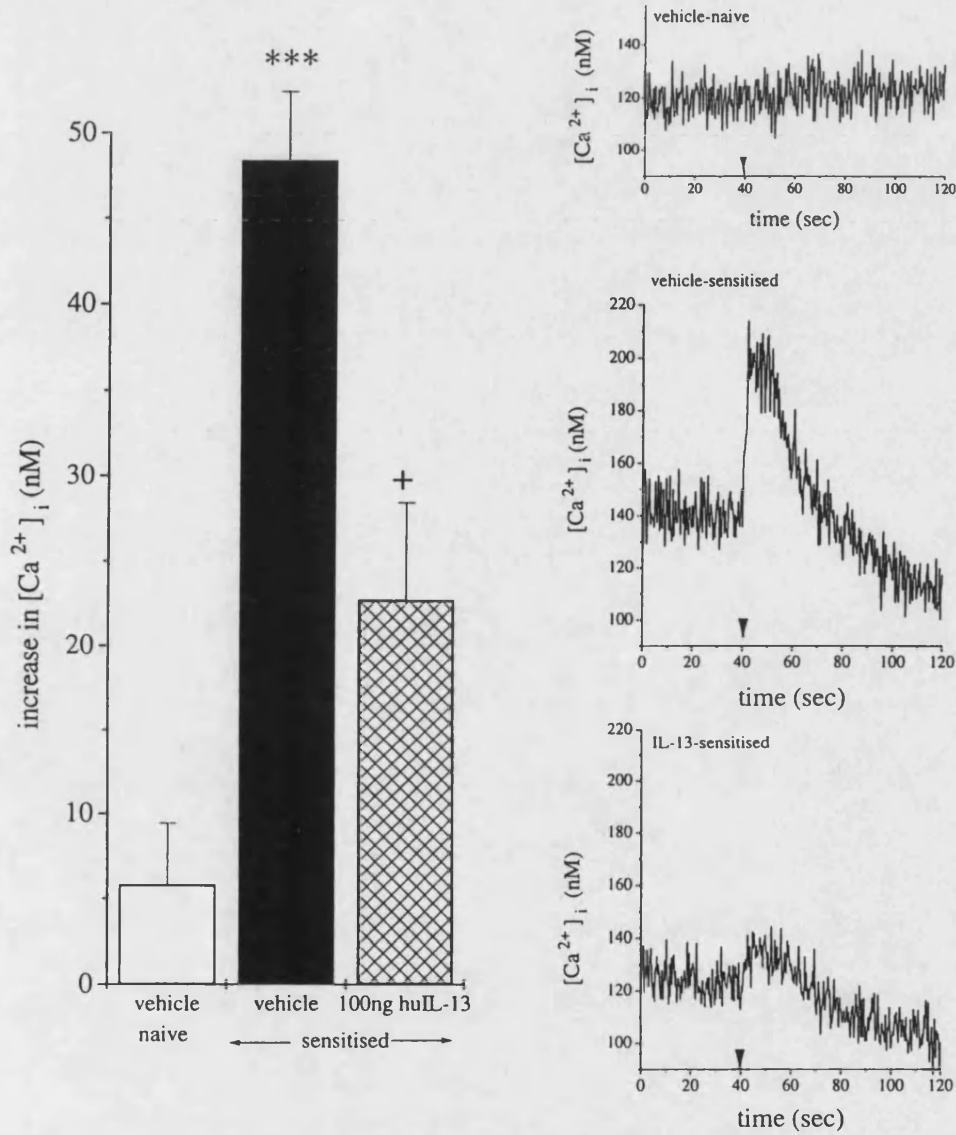 ***
50
40
30
20
10
0
increase in [Ca 2+] i (nM)
+
vehicle
naive
vehicle
100ng huIL-13
sensitised
vehicle-naive
140
120
100
[Ca 2+] i (nM)
0 20 40 60 80 100 120
time (sec)
vehicle-sensitised
220
200
180
160
140
120
100
[Ca 2+] i (nM)
0 20 40 60 80 100 120
time (sec)
IL-13-sensitised
220
200
180
160
140
120
100
[Ca 2+] i (nM)
0 20 40 60 80 100 120
time (sec)